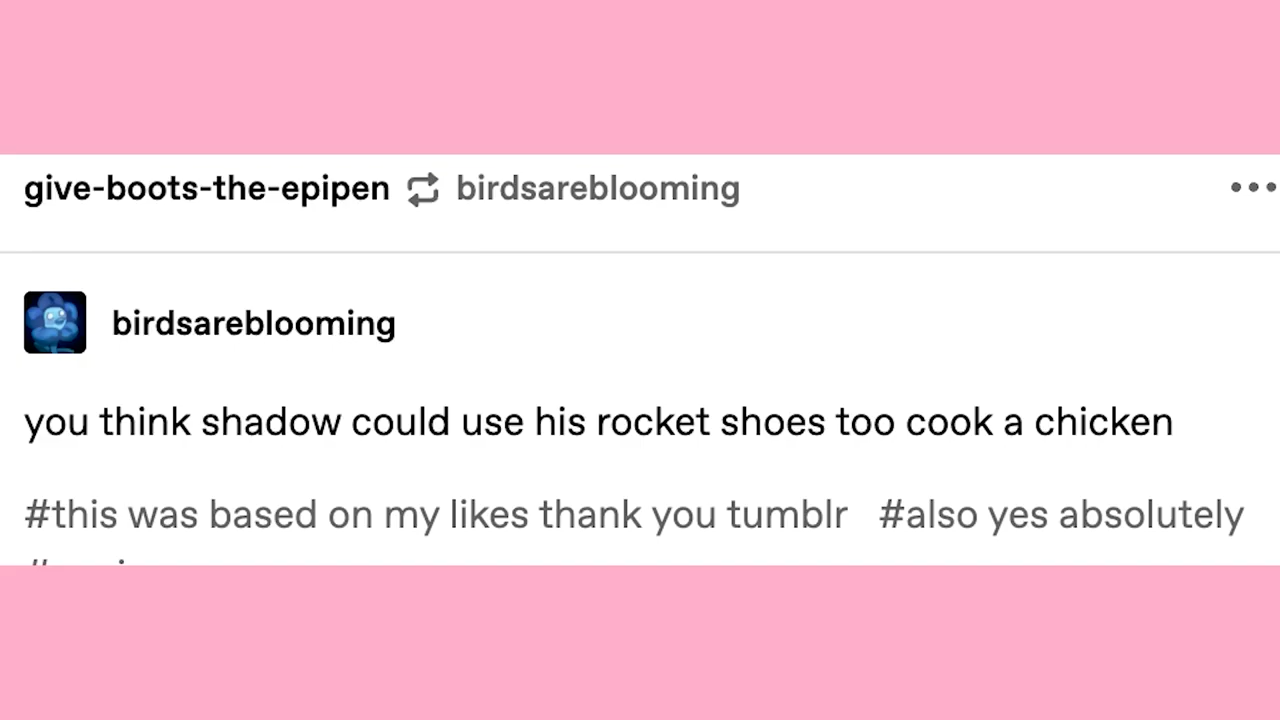 give-boots-the-epipen birdsareblooming
birdsareblooming
you think shadow could use his rocket shoes too cook a chicken
#this was based on my likes thank you tumblr #also yes absolutely